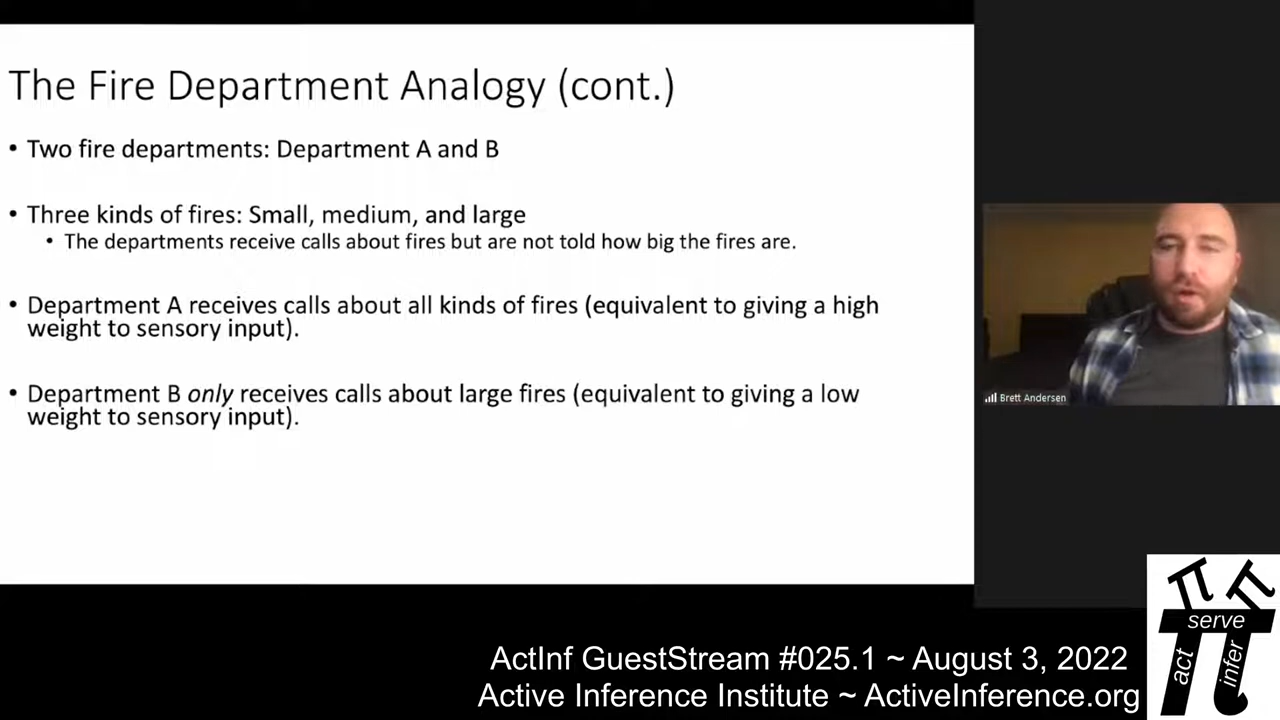 The Fire Department Analogy (cont.)
• Two fire departments: Department A and B
• Three kinds of fires: Small, medium, and large
• The departments receive calls about fires but are not told how big the fires are.
• Department A receives calls about all kinds of fires (equivalent to giving a high
weight to sensory input).
• Department B only receives calls about large fires (equivalent to giving a low
weight to sensory input).
Brett Andersen
ActInf GuestStream #025.1 ~ August 3, 2022
Active Inference Institute ~ ActiveInference.org
π π
serve
act
infer